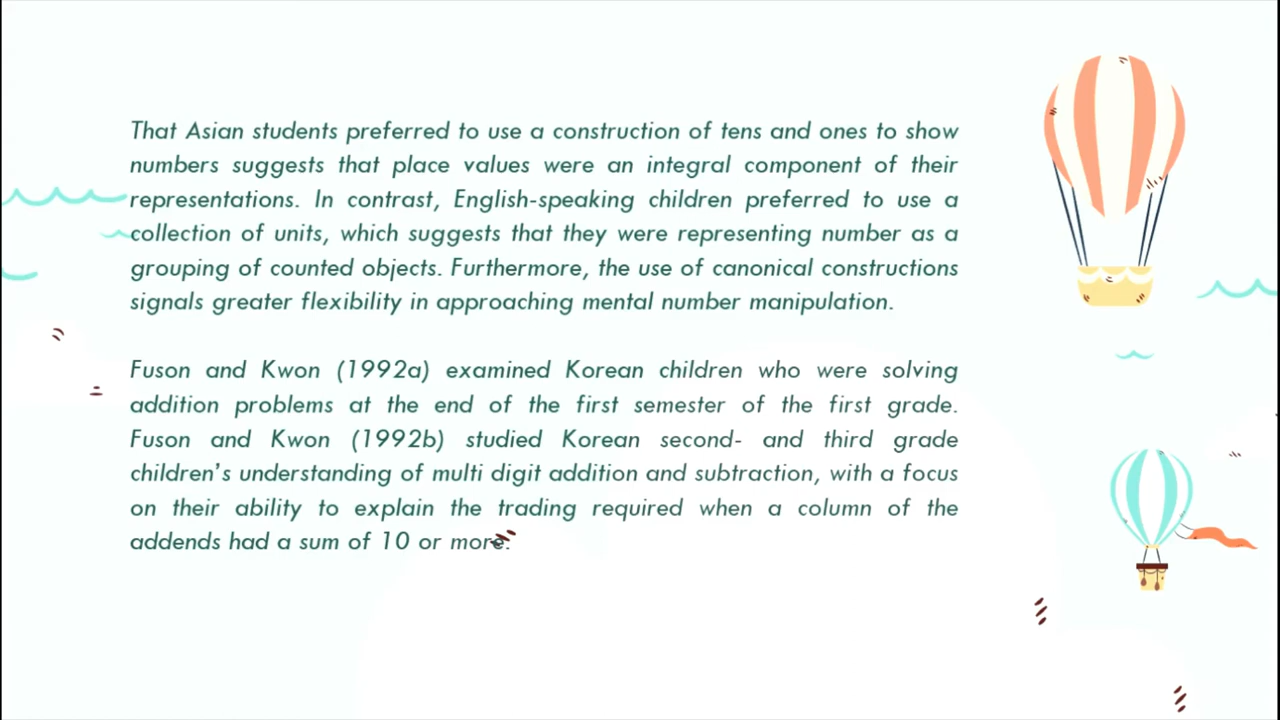 That Asian students preferred to use a construction of tens and ones to show
numbers suggests that place values were an integral component of their
representations. In contrast, English-speaking children preferred to use a
collection of units, which suggests that they were representing number as a
grouping of counted objects. Furthermore, the use of canonical constructions
signals greater flexibility in approaching mental number manipulation.
Fuson and Kwon (1992a) examined Korean children who were solving
addition problems at the end of the first semester of the first grade.
Fuson and Kwon (1992b) studied Korean second- and third grade
children's understanding of multi digit addition and subtraction, with a focus
on their ability to explain the trading required when a column of the
addends had a sum of 10 or more.